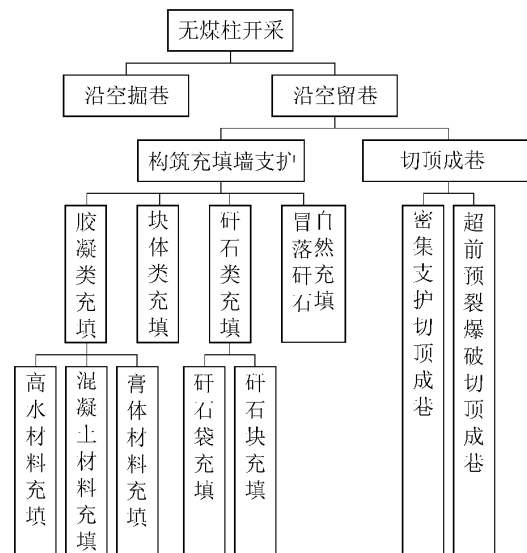 无煤柱开采
沿空掘巷
沿空留巷
构筑充填墙支护
切顶成巷
胶凝类充填
块体类充填
矸石类充填
冒落矸石
自然充填
密集支护切顶成巷
超前预裂爆破切顶成巷
高水材料充填
混凝土材料充填
膏体材料充填
矸石袋充填
矸石块充填